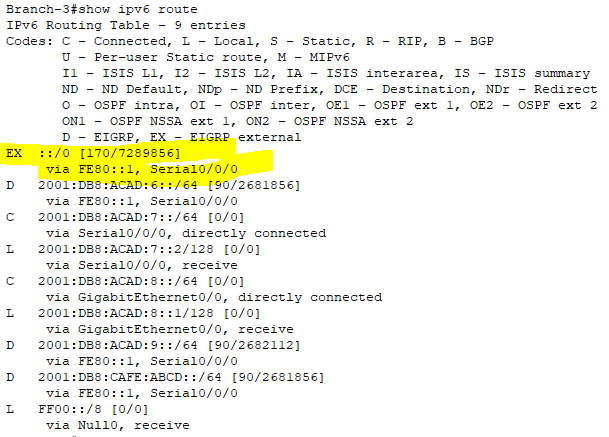 Branch-3#show ipv6 route
IPv6 Routing Table - 9 entries
Codes: C - Connected, L - Local, S - Static, R - RIP, B - BGP
U - Per-user Static route, M - MIPv6
I1 - ISIS L1, I2 - ISIS L2, IA - ISIS interarea, IS - ISIS summary
ND - ND Default, NDp - ND Prefix, DCE - Destination, NDr - Redirect
O - OSPF intra, OI - OSPF inter, OE1 - OSPF ext 1, OE2 - OSPF ext 2
ON1 - OSPF NSSA ext 1, ON2 - OSPF NSSA ext 2
D - EIGRP, EX - EIGRP external
EX ::/0 [170/7289856]
via FE80::1, Serial0/0/0
D 2001:DB8:ACAD:6::/64 [90/2681856]
via FE80::1, Serial0/0/0
C 2001:DB8:ACAD:7::/64 [0/0]
via Serial0/0/0, directly connected
L 2001:DB8:ACAD:7::2/128 [0/0]
via Serial0/0/0, receive
C 2001:DB8:ACAD:8::/64 [0/0]
via GigabitEthernet0/0, directly connected
L 2001:DB8:ACAD:8::1/128 [0/0]
via GigabitEthernet0/0, receive
D 2001:DB8:ACAD:9::/64 [90/2682112]
via FE80::1, Serial0/0/0
D 2001:DB8:CAFE:ABCD::/64 [90/2681856]
via FE80::1, Serial0/0/0
L FF00::/8 [0/0]
via Null0, receive